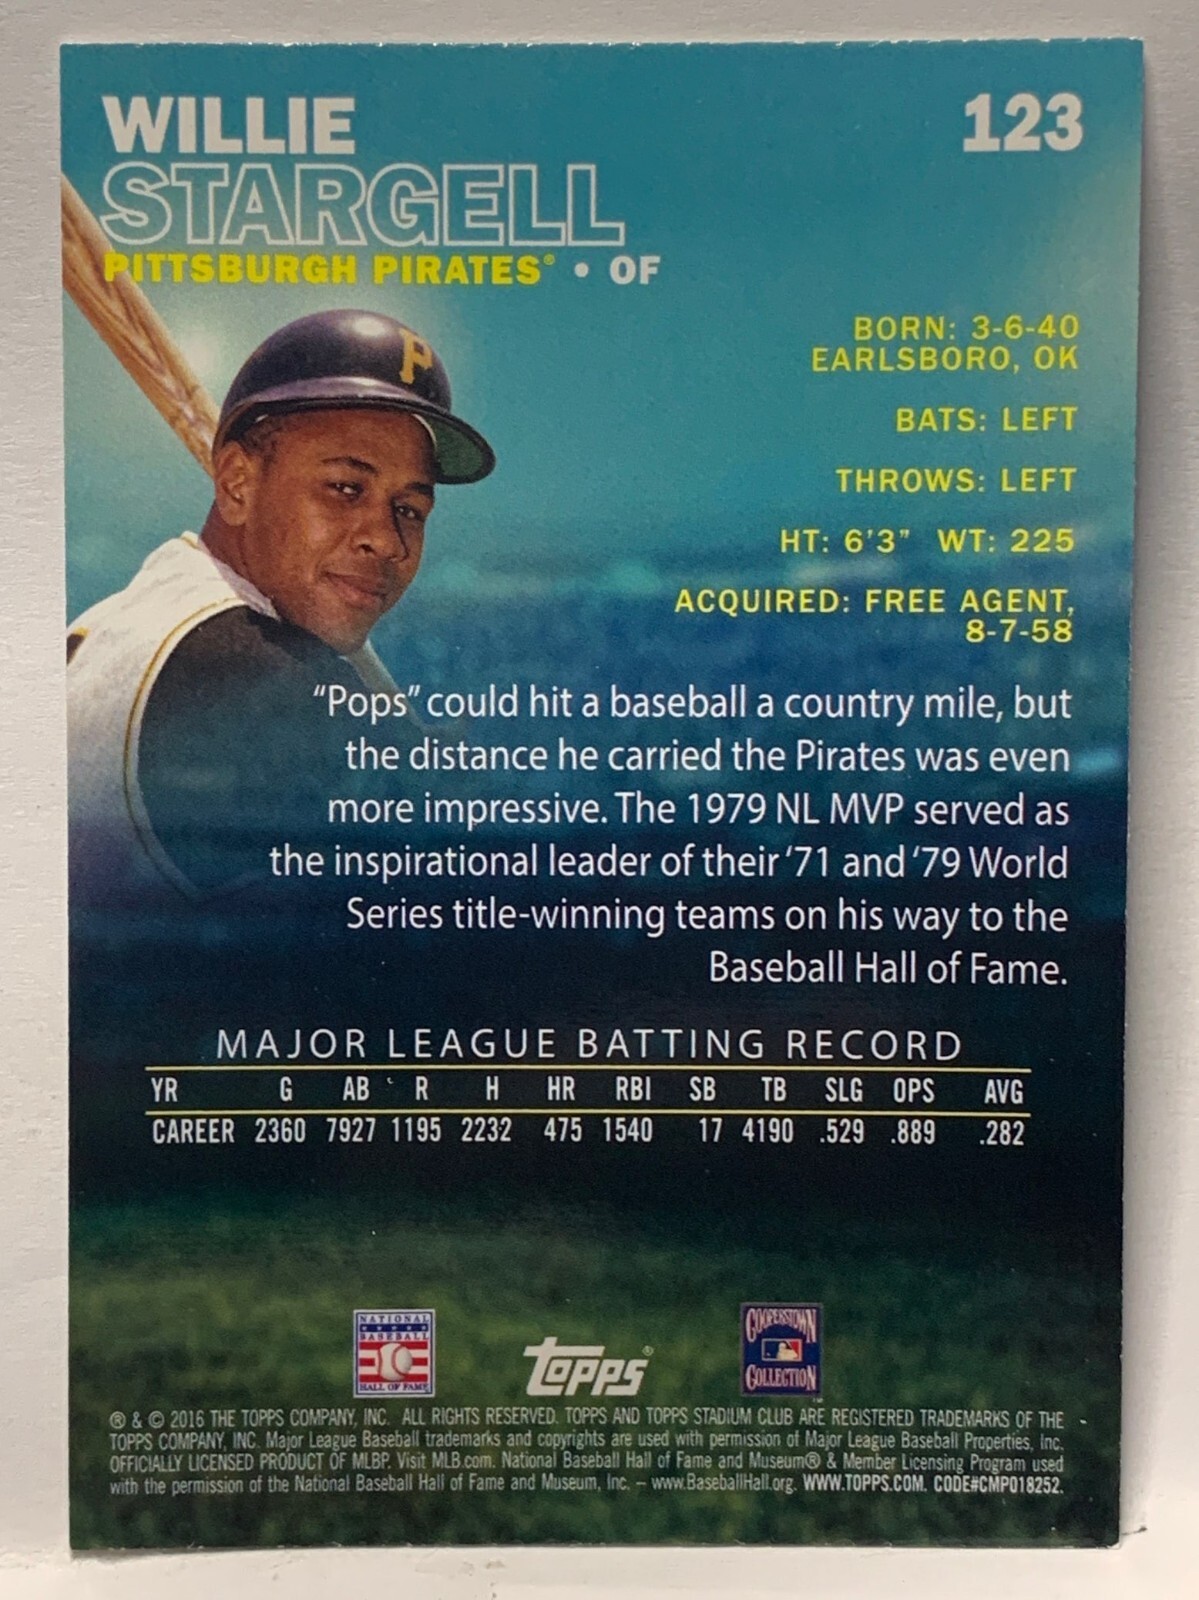 WILLIE
123
STARGELL
PITTSBURGH PIRATES® • OF
P
BORN: 3-6-40
EARLSBORO, OK
BATS: LEFT
THROWS: LEFT
HT: 6'3" WT: 225
ACQUIRED: FREE AGENT,
8-7-58
“Pops” could hit a baseball a country mile, but
the distance he carried the Pirates was even
more impressive. The 1979 NL MVP served as
the inspirational leader of their ‘71 and ‘79 World
Series title-winning teams on his way to the
Baseball Hall of Fame.
MAJOR LEAGUE BATTING RECORD
YR G AB R H HR RBI SB TB SLG OPS AVG
CAREER 2360 7927 1195 2232 475 1540 17 4190 .529 .889 .282
NATIONAL
BASEBALL
HALL OF FAME
Topps®
COOPERSTOWN
COLLECTION
® & © 2016 THE TOPPS COMPANY, INC. ALL RIGHTS RESERVED. TOPPS AND TOPPS STADIUM CLUB ARE REGISTERED TRADEMARKS OF THE
TOPPS COMPANY, INC. Major League Baseball trademarks and copyrights are used with permission of Major League Baseball Properties, Inc.
OFFICIALLY LICENSED PRODUCT OF MLBP. Visit MLB.com. National Baseball Hall of Fame and Museum® & Member Licensing Program used
with the permission of the National Baseball Hall of Fame and Museum, Inc. – www.BaseballHall.org. WWW.TOPPS.COM. CODE#CMP018252.